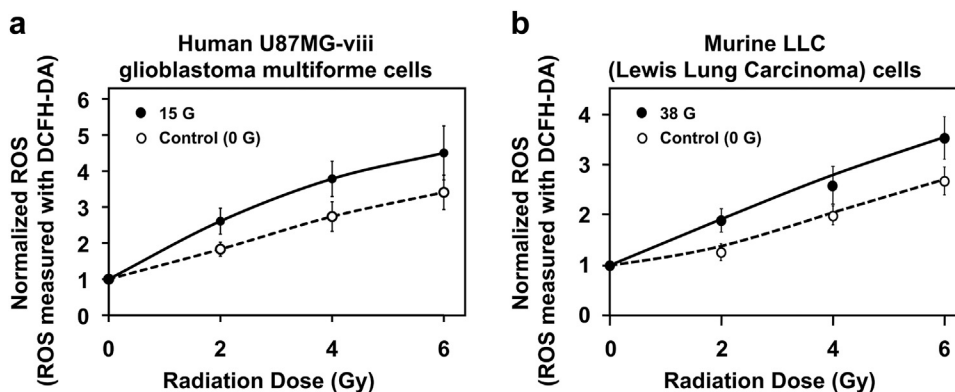 a
Human U87MG-viii
glioblastoma multiforme cells
Normalized ROS
(ROS measured with DCFH-DA)
15 G
Control (0 G)
6
5
4
3
2
1
0
0 2 4 6
Radiation Dose (Gy)
b
Murine LLC
(Lewis Lung Carcinoma) cells
Normalized ROS
(ROS measured with DCFH-DA)
38 G
Control (0 G)
4
3
2
1
0
0 2 4 6
Radiation Dose (Gy)